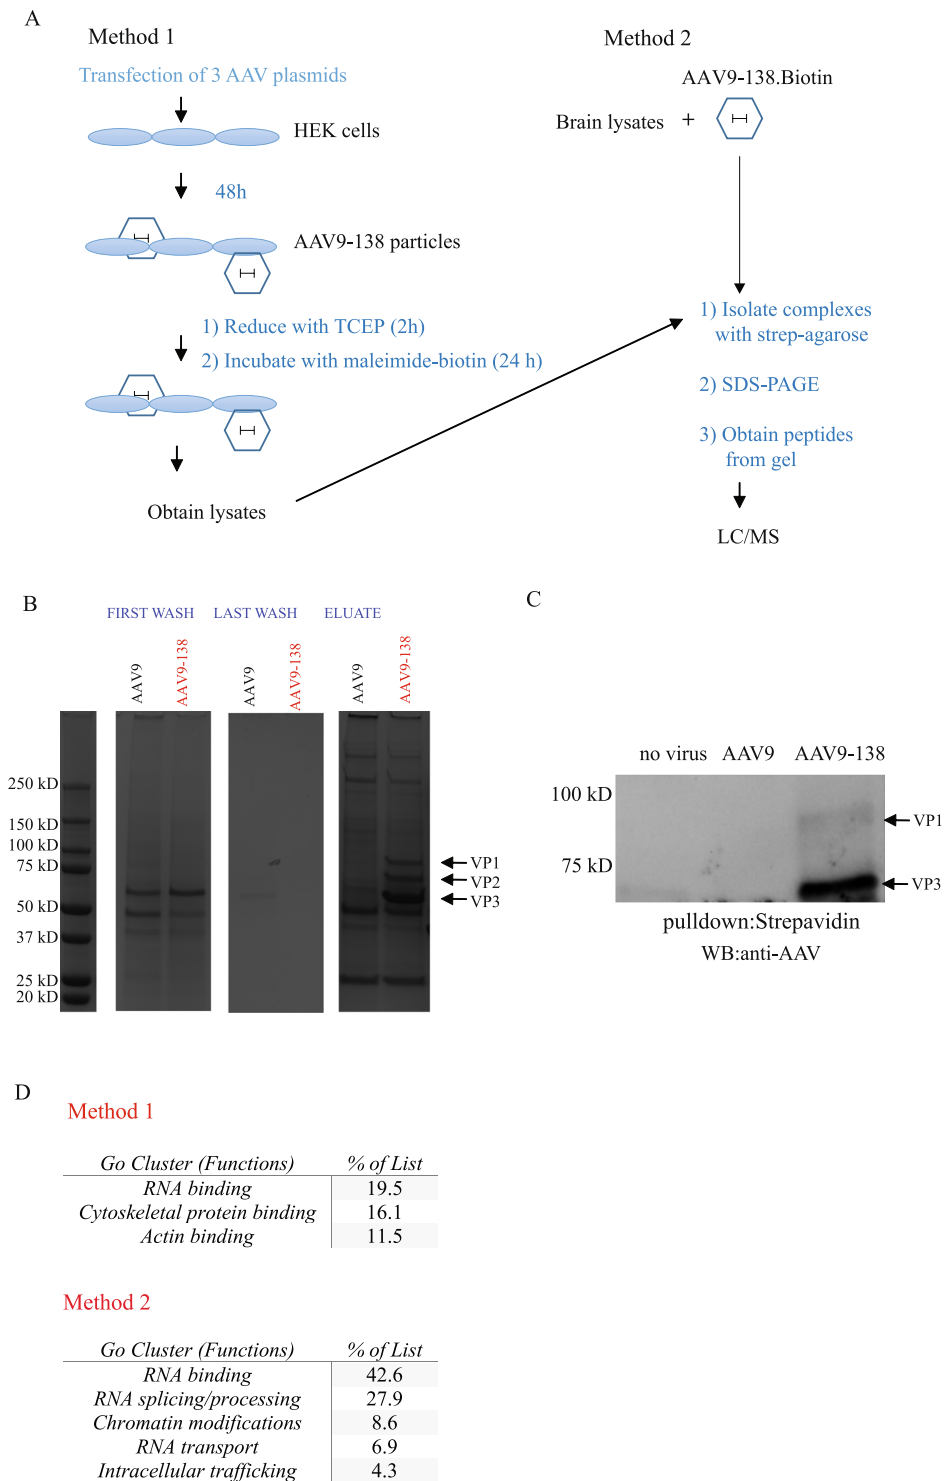 A
Method 1
Transfection of 3 AAV plasmids
HEK cells
48h
AAV9-138 particles
1) Reduce with TCEP (2h)
2) Incubate with maleimide-biotin (24 h)
Obtain lysates
Method 2
AAV9-138.Biotin
Brain lysates +
1) Isolate complexes
with strep-agarose
2) SDS-PAGE
3) Obtain peptides
from gel
LC/MS
B
FIRST WASH LAST WASH ELUATE
AAV9 AAV9-138 AAV9 AAV9-138 AAV9 AAV9-138
250 kD
150 kD
100 kD
75 kD
50 kD
37 kD
25 kD
20 kD
VP1
VP2
VP3
C
no virus AAV9 AAV9-138
100 kD
75 kD
VP1
VP3
pulldown:Strepavidin
WB:anti-AAV
D
Method 1
Go Cluster (Functions) % of List
RNA binding 19.5
Cytoskeletal protein binding 16.1
Actin binding 11.5
Method 2
Go Cluster (Functions) % of List
RNA binding 42.6
RNA splicing/processing 27.9
Chromatin modifications 8.6
RNA transport 6.9
Intracellular trafficking 4.3